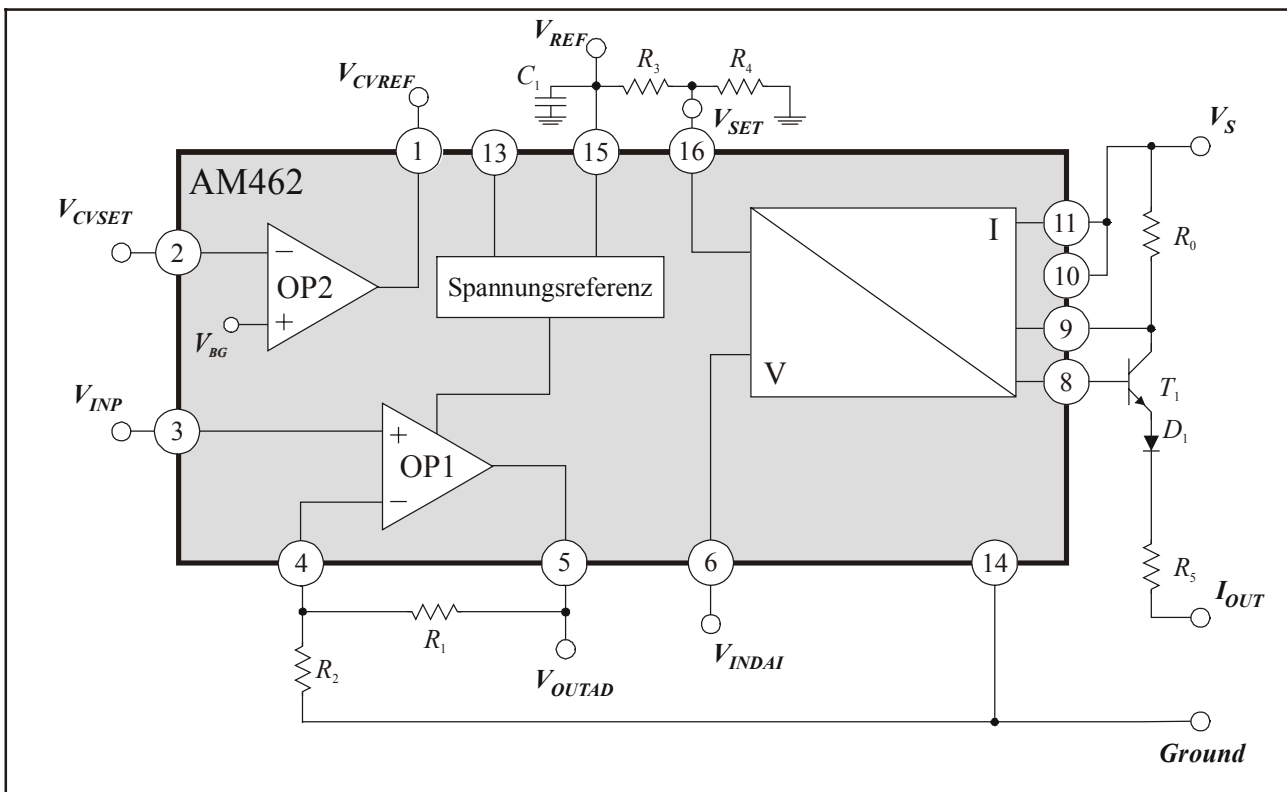 V_REF
R_3
R_4
C_1
V_CVREF
V_SET
V_S
1
13
15
16
AM462
V_CVSET
2
−
OP2
+
V_BG
Spannungsreferenz
I
V
11
10
9
8
R_0
T_1
D_1
V_INP
3
+
OP1
−
4
5
6
14
R_5
I_OUT
R_1
R_2
V_OUTAD
V_INDAI
Ground